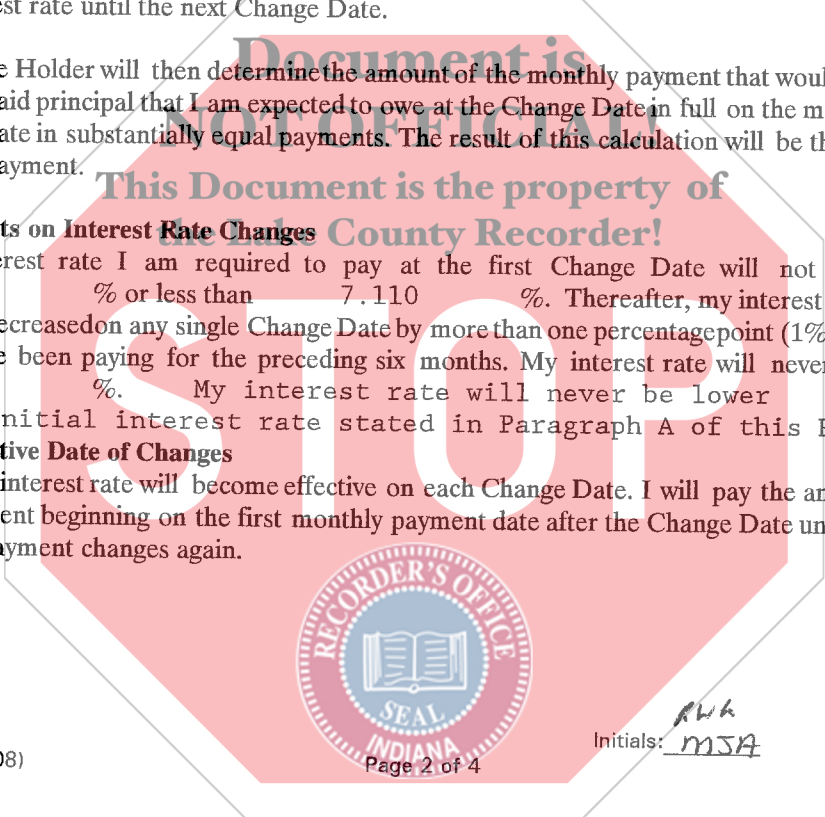 est rate until the next Change Date.
Document is
e Holder will then determine the amount of the monthly payment that woul
aid principal that I am expected to owe at the Change Date in full on the m
NOT OFFICIAL!
ate in substantially equal payments. The result of this calculation will be th
ayment.
This Document is the property of
the Lake County Recorder!
ts on Interest Rate Changes
erest rate I am required to pay at the first Change Date will not
% or less than 7.110 %. Thereafter, my interest
ecreased on any single Change Date by more than one percentage point (1%
e been paying for the preceding six months. My interest rate will never
%. My interest rate will never be lower
nitial interest rate stated in Paragraph A of this
STOP
tive Date of Changes
interest rate will become effective on each Change Date. I will pay the a
ent beginning on the first monthly payment date after the Change Date un
ayment changes again.
RECORDER'S OFFICE
SEAL
INDIANA
RWR
Initials: MJA
08)
Page 2 of 4